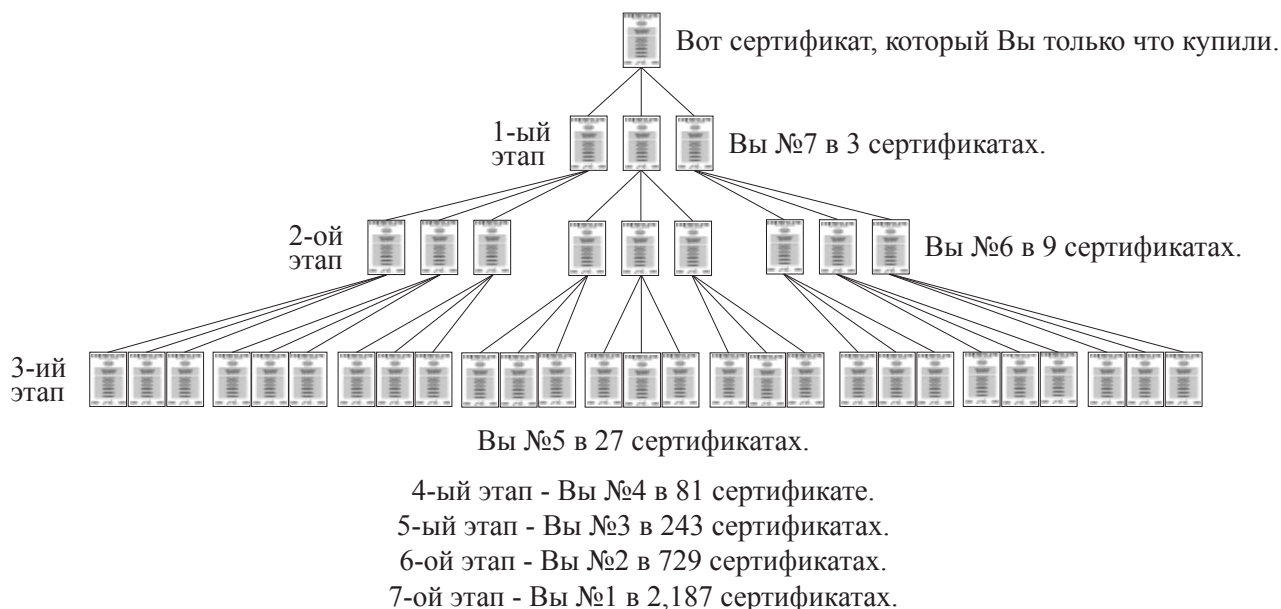 Вот сертификат, который Вы только что купили.
1-ый
этап
Вы №7 в 3 сертификатах.
2-ой
этап
Вы №6 в 9 сертификатах.
3-ий
этап
Вы №5 в 27 сертификатах.
4-ый этап - Вы №4 в 81 сертификате.
5-ый этап - Вы №3 в 243 сертификатах.
6-ой этап - Вы №2 в 729 сертификатах.
7-ой этап - Вы №1 в 2,187 сертификатах.